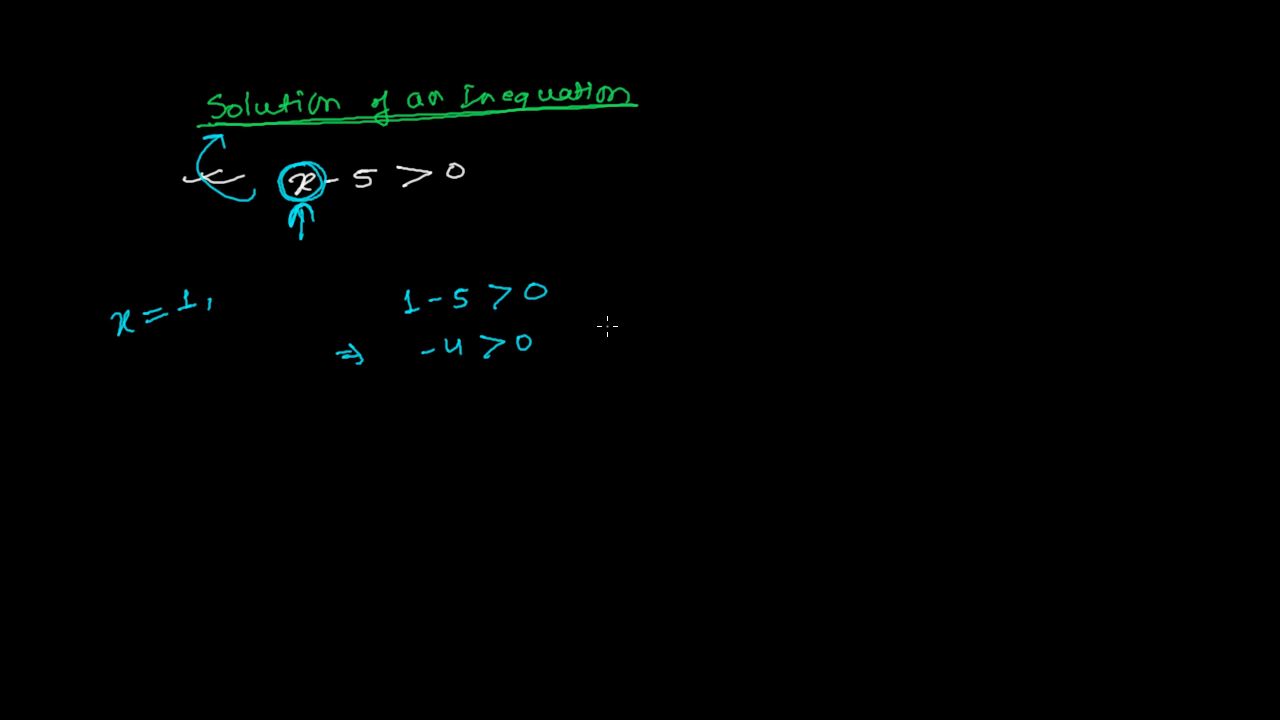 Solution of an Inequation
x - 5 > 0
x = 1, 1 - 5 > 0
⇒ - 4 > 0